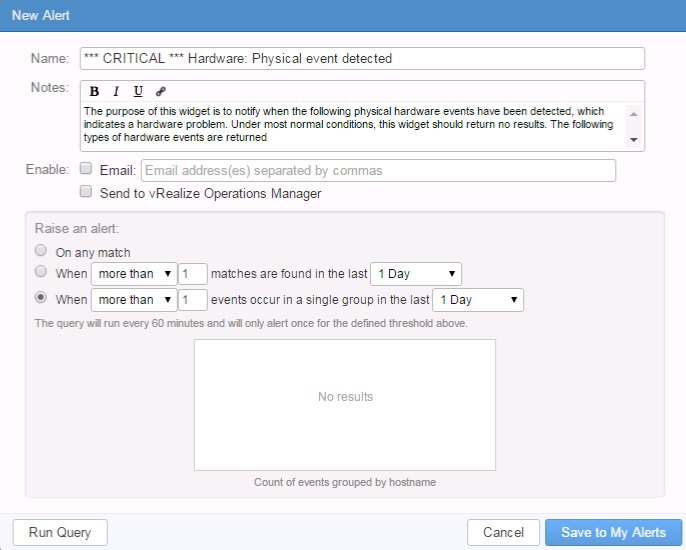 New Alert
Name: *** CRITICAL *** Hardware: Physical event detected
Notes: B I U
The purpose of this widget is to notify when the following physical hardware events have been detected, which
indicates a hardware problem. Under most normal conditions, this widget should return no results. The following
types of hardware events are returned
Enable: Email: Email address(es) separated by commas
Send to vRealize Operations Manager
Raise an alert:
On any match
When more than 1 matches are found in the last 1 Day
When more than 1 events occur in a single group in the last 1 Day
The query will run every 60 minutes and will only alert once for the defined threshold above.
No results
Count of events grouped by hostname
Run Query Cancel Save to My Alerts